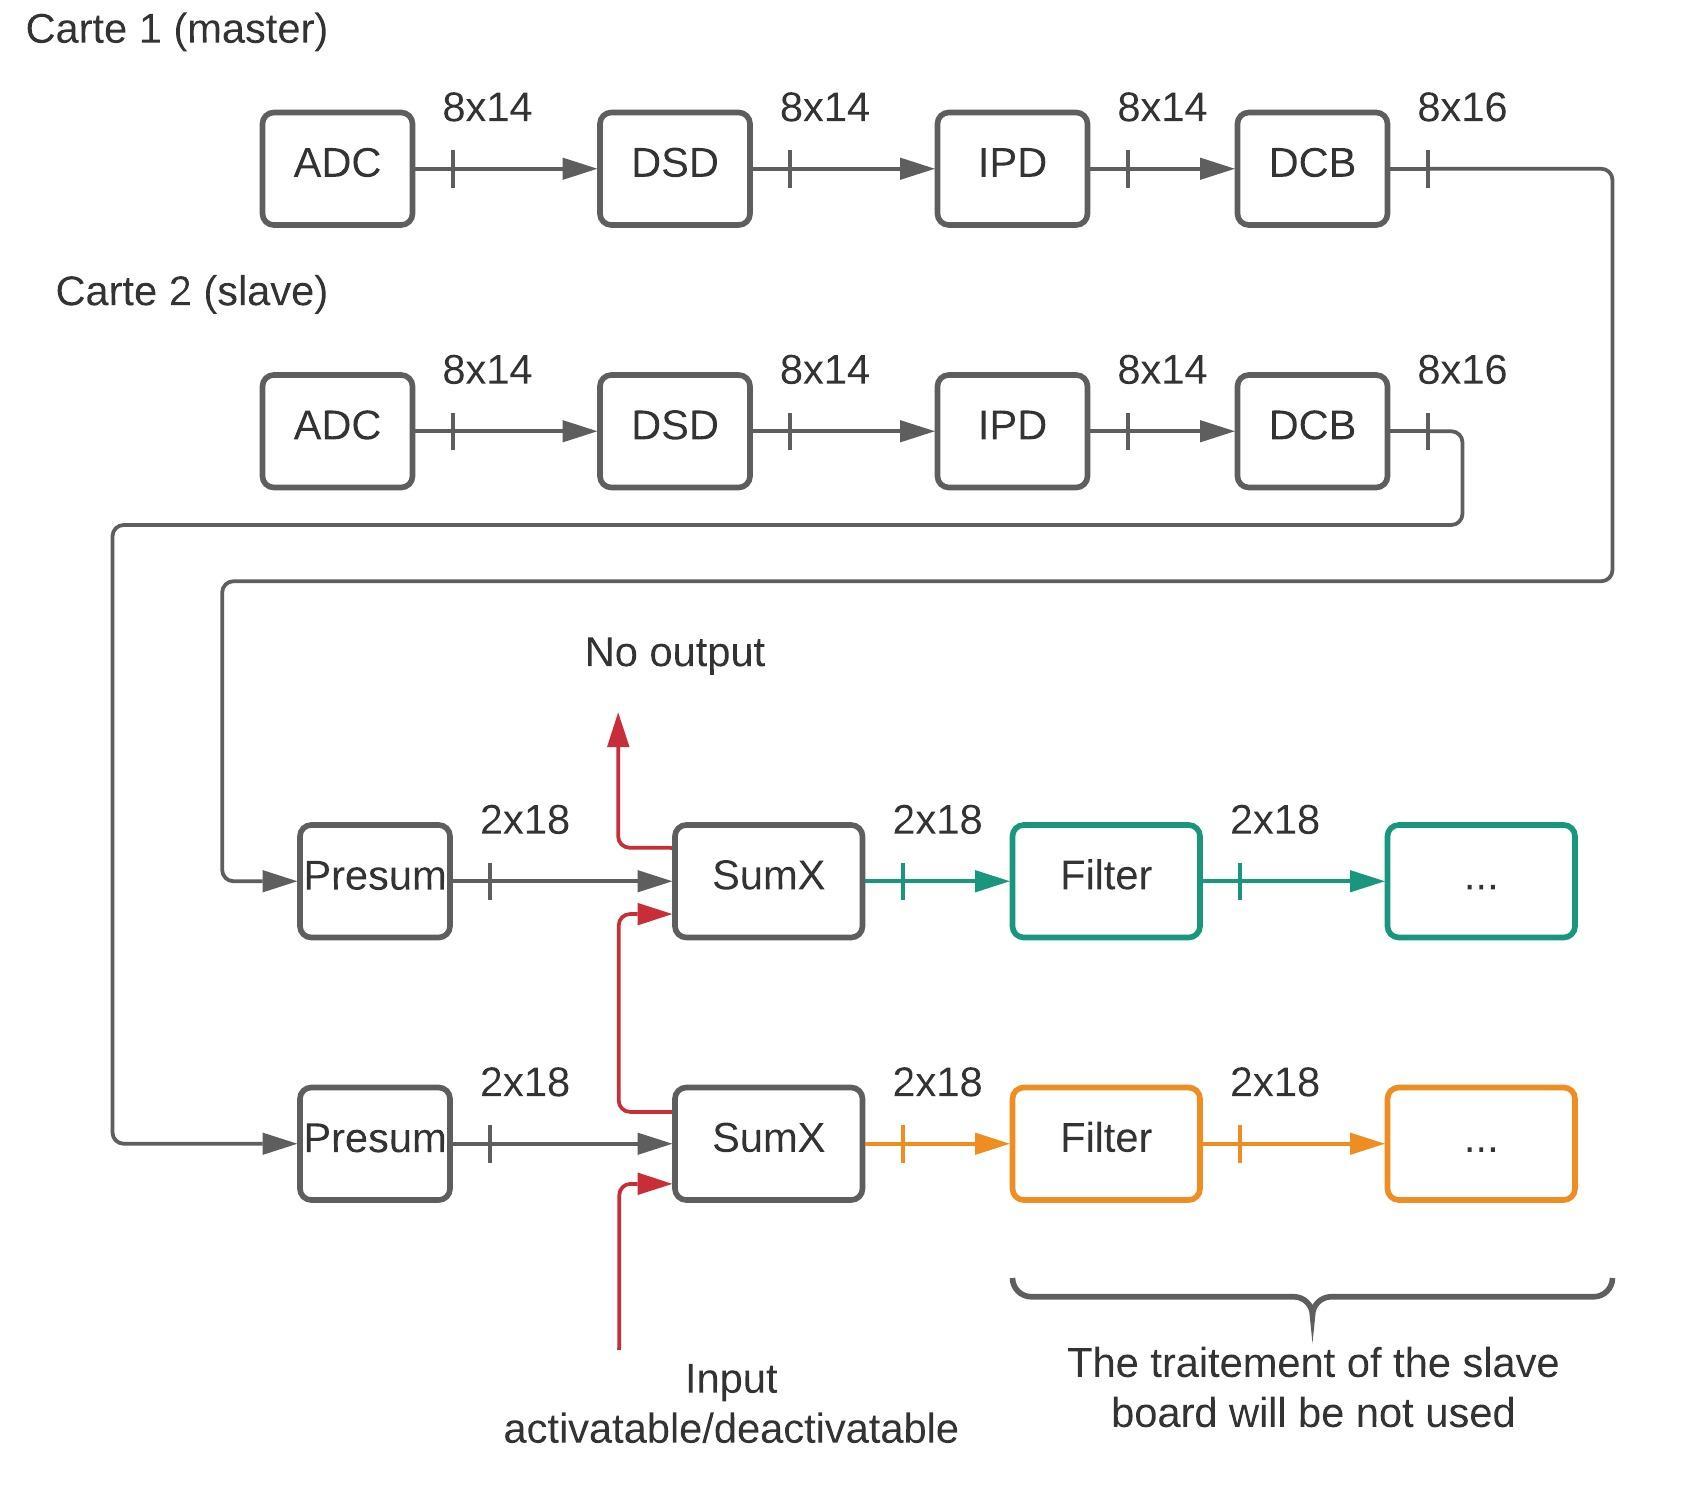 Carte 1 (master)
8x14
8x14
8x14
8x16
ADC
DSD
IPD
DCB
Carte 2 (slave)
8x14
8x14
8x14
8x16
ADC
DSD
IPD
DCB
No output
2x18
2x18
2x18
Presum
SumX
Filter
...
2x18
2x18
2x18
Presum
SumX
Filter
...
Input
activatable/deactivatable
The traitement of the slave
board will be not used